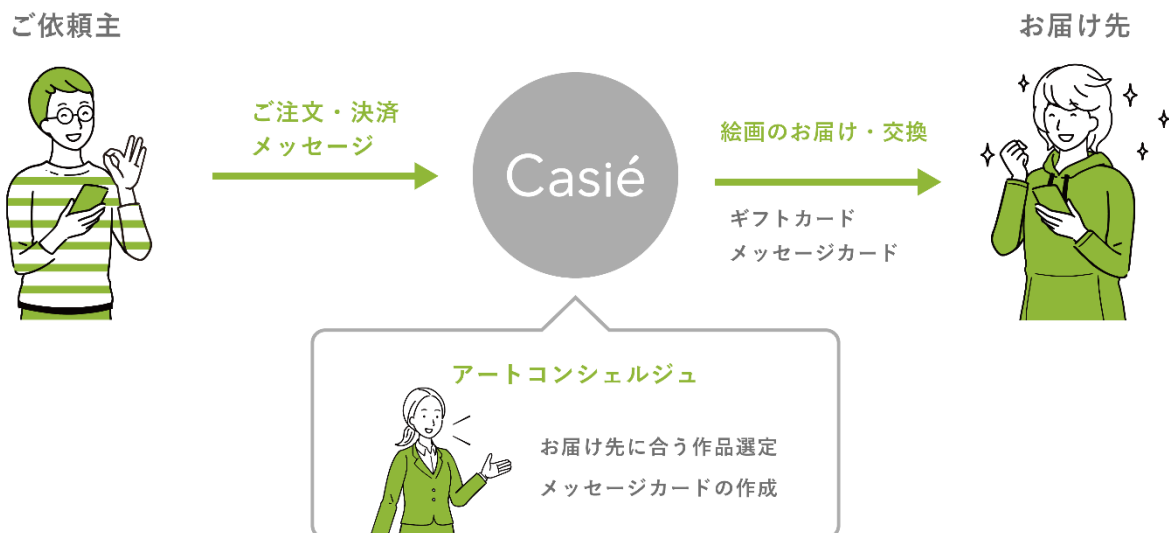 ご依頼主
お届け先
ご注文・決済
メッセージ
Casié
絵画のお届け・交換
ギフトカード
メッセージカード
アートコンシェルジュ
お届け先に合う作品選定
メッセージカードの作成